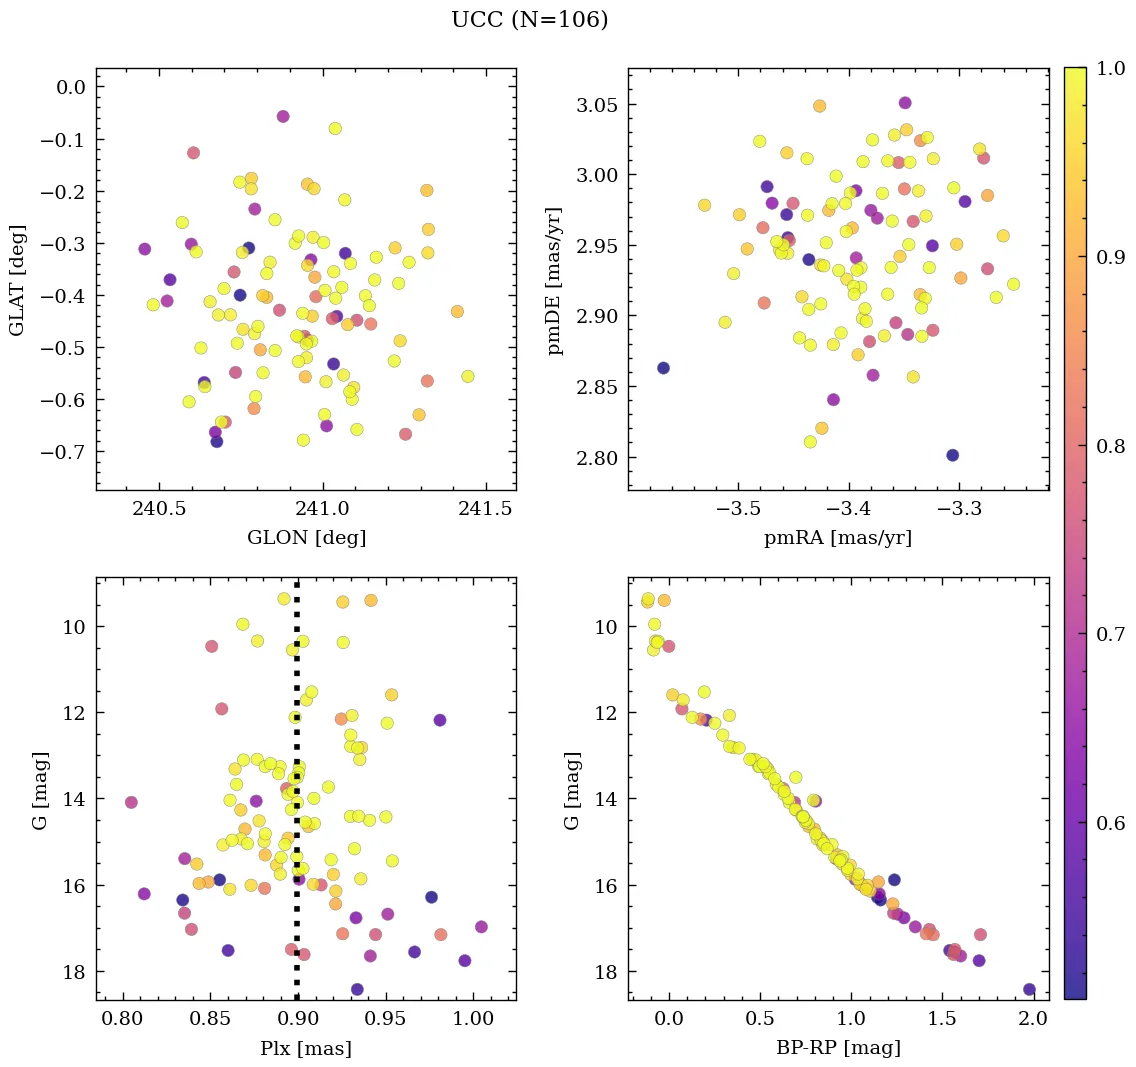 UCC (N=106)
0.0
−0.1
−0.2
−0.3
−0.4
−0.5
−0.6
−0.7
GLAT [deg]
240.5 241.0 241.5
GLON [deg]
3.05
3.00
2.95
2.90
2.85
2.80
pmDE [mas/yr]
−3.5 −3.4 −3.3
pmRA [mas/yr]
10
12
14
16
18
G [mag]
0.80 0.85 0.90 0.95 1.00
Plx [mas]
10
12
14
16
18
G [mag]
0.0 0.5 1.0 1.5 2.0
BP-RP [mag]
1.0
0.9
0.8
0.7
0.6